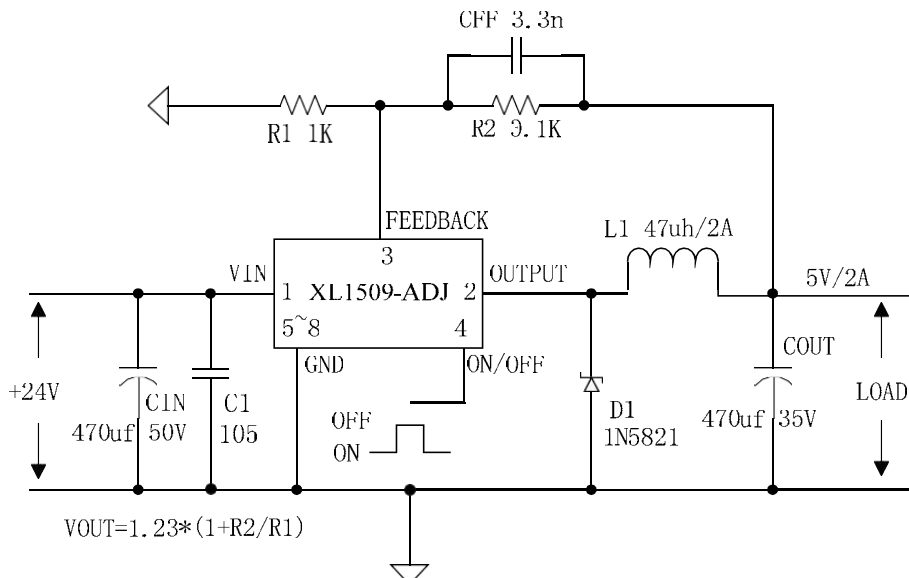 CFF 3.3n
R1 1K
R2 3.1K
FEEDBACK
L1 47uh/2A
3
VIN
OUTPUT
5V/2A
1 XL1509-ADJ 2
5~8 4
GND
ON/OFF
COUT
+24V
CIN
C1
470uf 50V
105
OFF
ON
D1
1N5821
470uf 35V
LOAD
VOUT=1.23*(1+R2/R1)